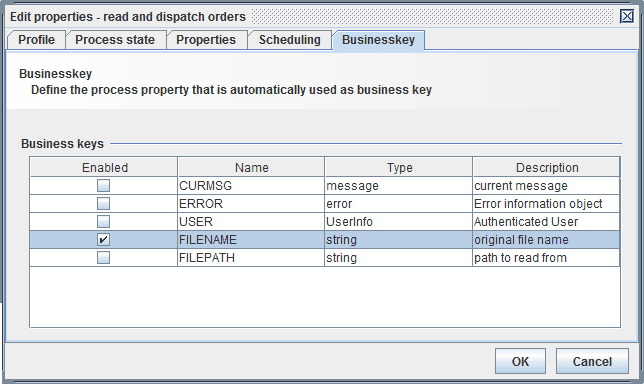 Edit properties - read and dispatch orders
Profile Process state Properties Scheduling Businesskey
Businesskey
Define the process property that is automatically used as business key
Business keys
Enabled Name Type Description
CURMSG message current message
ERROR error Error information object
USER UserInfo Authenticated User
FILENAME string original file name
FILEPATH string path to read from
OK Cancel